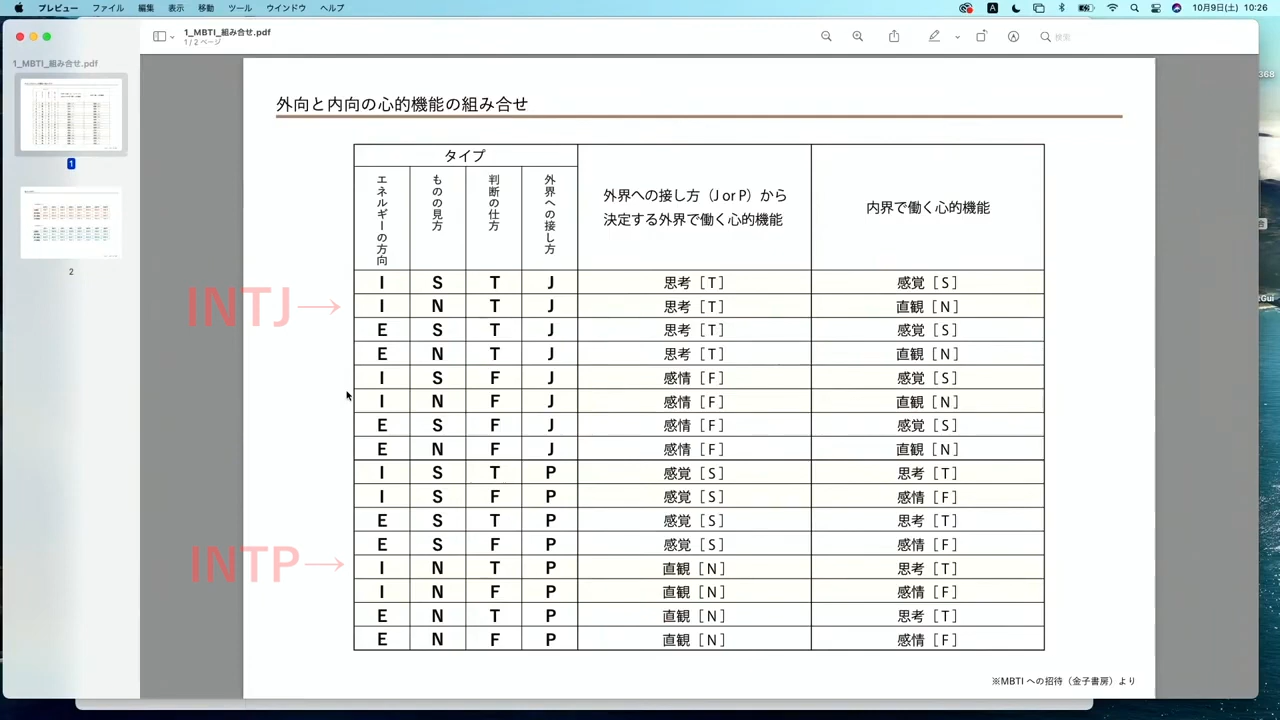 プレビュー ファイル 編集 表示 移動 ツール ウインドウ ヘルプ
A
10月9日(土) 10:26
1_MBTI_組み合せ.pdf
1 / 2 ページ
検索
1_MBTI_組み合せ.pdf
1
2
368
外向と内向の心的機能の組み合せ
タイプ
エネルギーの方向
ものの見方
判断の仕方
外界への接し方
外界への接し方（J or P）から
決定する外界で働く心的機能
内界で働く心的機能
I S T J 思考［T］ 感覚［S］
INTJ→
I N T J 思考［T］ 直観［N］
E S T J 思考［T］ 感覚［S］
E N T J 思考［T］ 直観［N］
I S F J 感情［F］ 感覚［S］
I N F J 感情［F］ 直観［N］
E S F J 感情［F］ 感覚［S］
E N F J 感情［F］ 直観［N］
I S T P 感覚［S］ 思考［T］
I S F P 感覚［S］ 感情［F］
E S T P 感覚［S］ 思考［T］
E S F P 感覚［S］ 感情［F］
INTP→
I N T P 直観［N］ 思考［T］
I N F P 直観［N］ 感情［F］
E N T P 直観［N］ 思考［T］
E N F P 直観［N］ 感情［F］
※MBTI への招待（金子書房）より